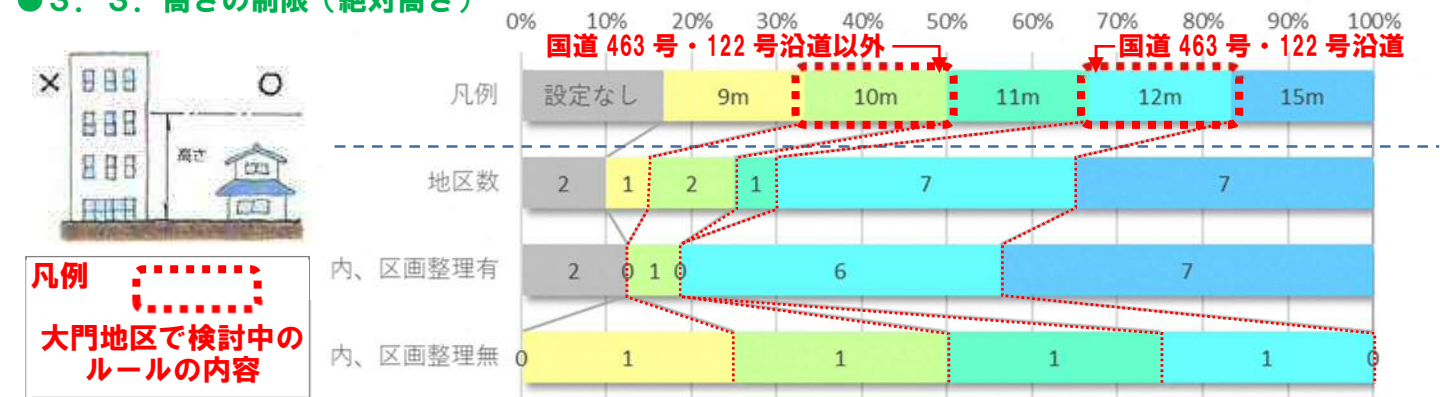 ●３．３．高さの制限（絶対高さ）
0% 10% 20% 30% 40% 50% 60% 70% 80% 90% 100%
国道 463 号・122 号沿道以外
国道 463 号・122 号沿道
凡例 設定なし 9m 10m 11m 12m 15m
× ○
高さ
地区数 2 1 2 1 7 7
内、区画整理有 2 0 1 0 6 7
内、区画整理無 0 1 1 1 1 0
凡例
大門地区で検討中の
ルールの内容